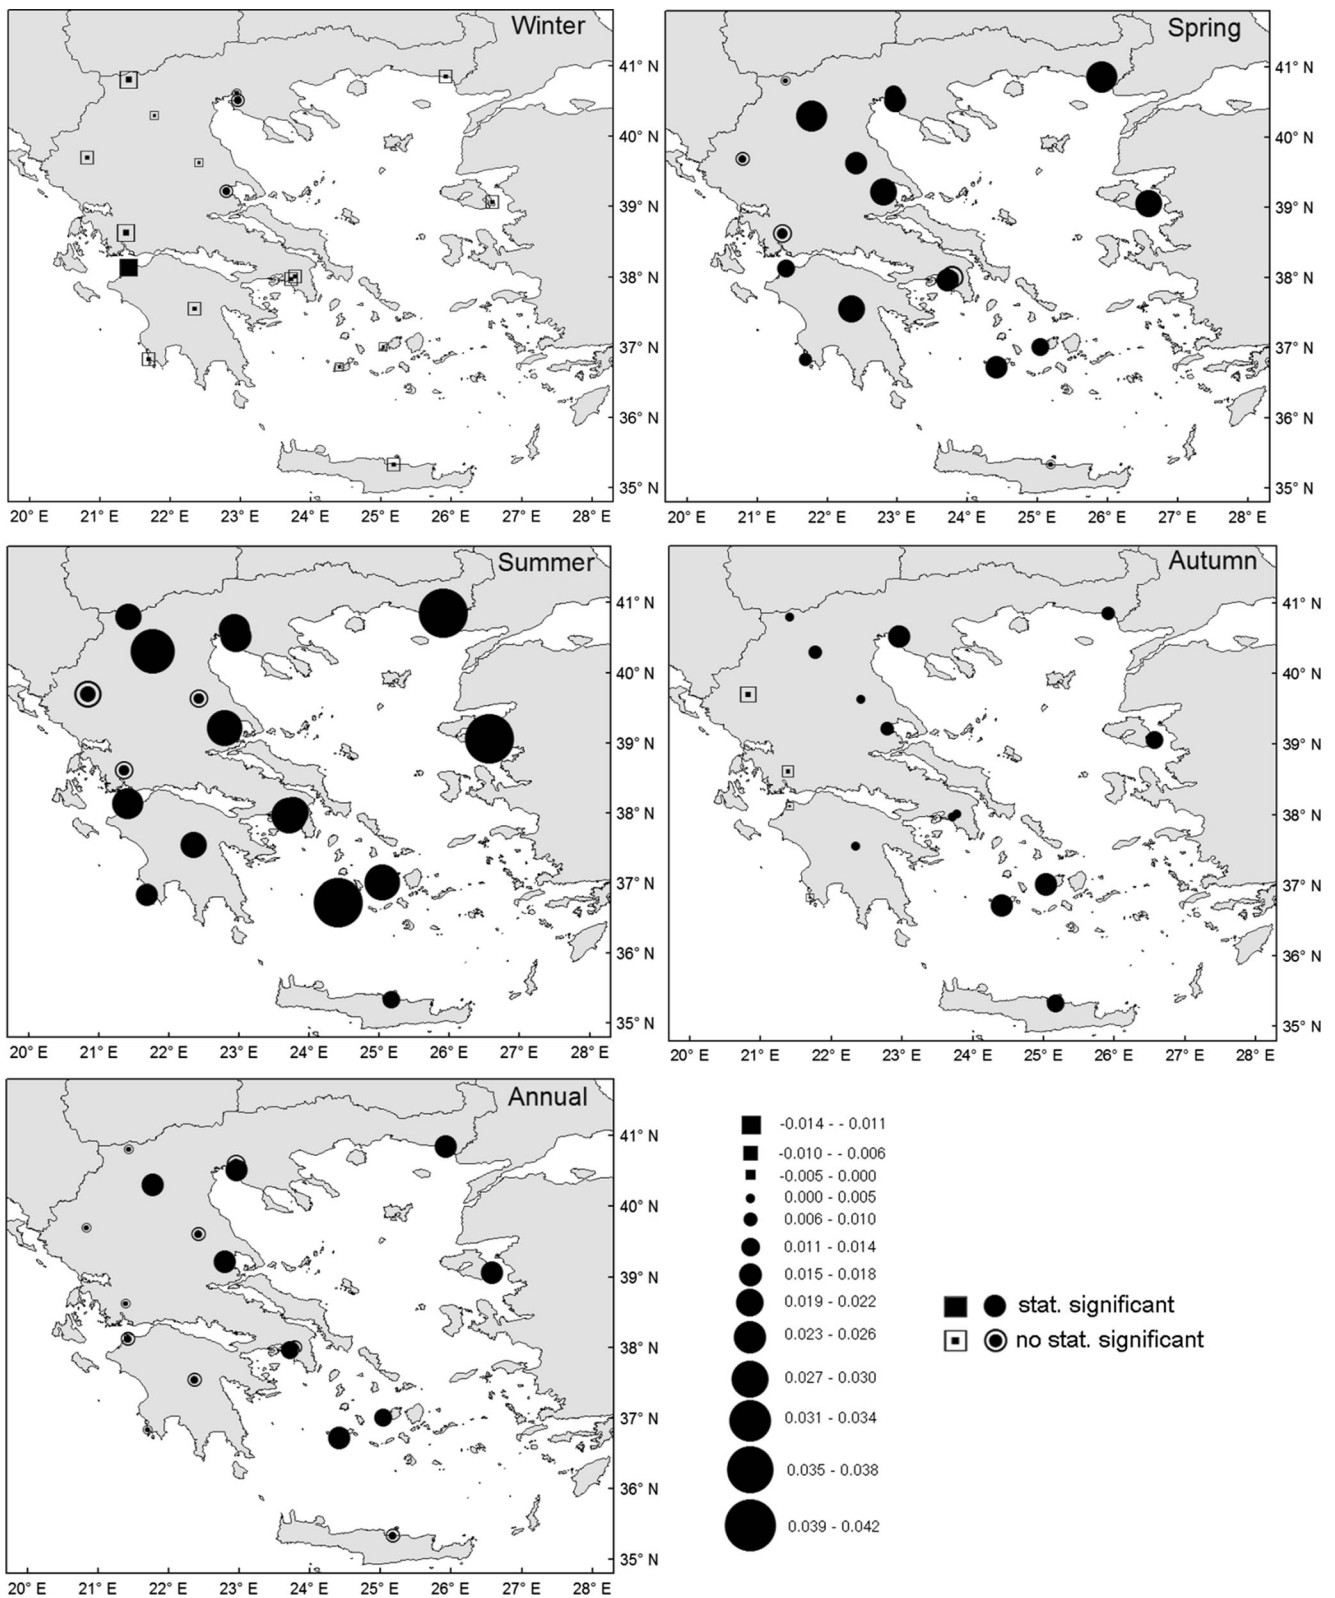 Winter
41° N
40° N
39° N
38° N
37° N
36° N
35° N
20° E 21° E 22° E 23° E 24° E 25° E 26° E 27° E 28° E
Spring
41° N
40° N
39° N
38° N
37° N
36° N
35° N
20° E 21° E 22° E 23° E 24° E 25° E 26° E 27° E 28° E
Summer
41° N
40° N
39° N
38° N
37° N
36° N
35° N
20° E 21° E 22° E 23° E 24° E 25° E 26° E 27° E 28° E
Autumn
41° N
40° N
39° N
38° N
37° N
36° N
35° N
20° E 21° E 22° E 23° E 24° E 25° E 26° E 27° E 28° E
Annual
41° N
40° N
39° N
38° N
37° N
36° N
35° N
20° E 21° E 22° E 23° E 24° E 25° E 26° E 27° E 28° E
-0.014 - - 0.011
-0.010 - - 0.006
-0.005 - 0.000
0.000 - 0.005
0.006 - 0.010
0.011 - 0.014
0.015 - 0.018
0.019 - 0.022
0.023 - 0.026
0.027 - 0.030
0.031 - 0.034
0.035 - 0.038
0.039 - 0.042
stat. significant
no stat. significant